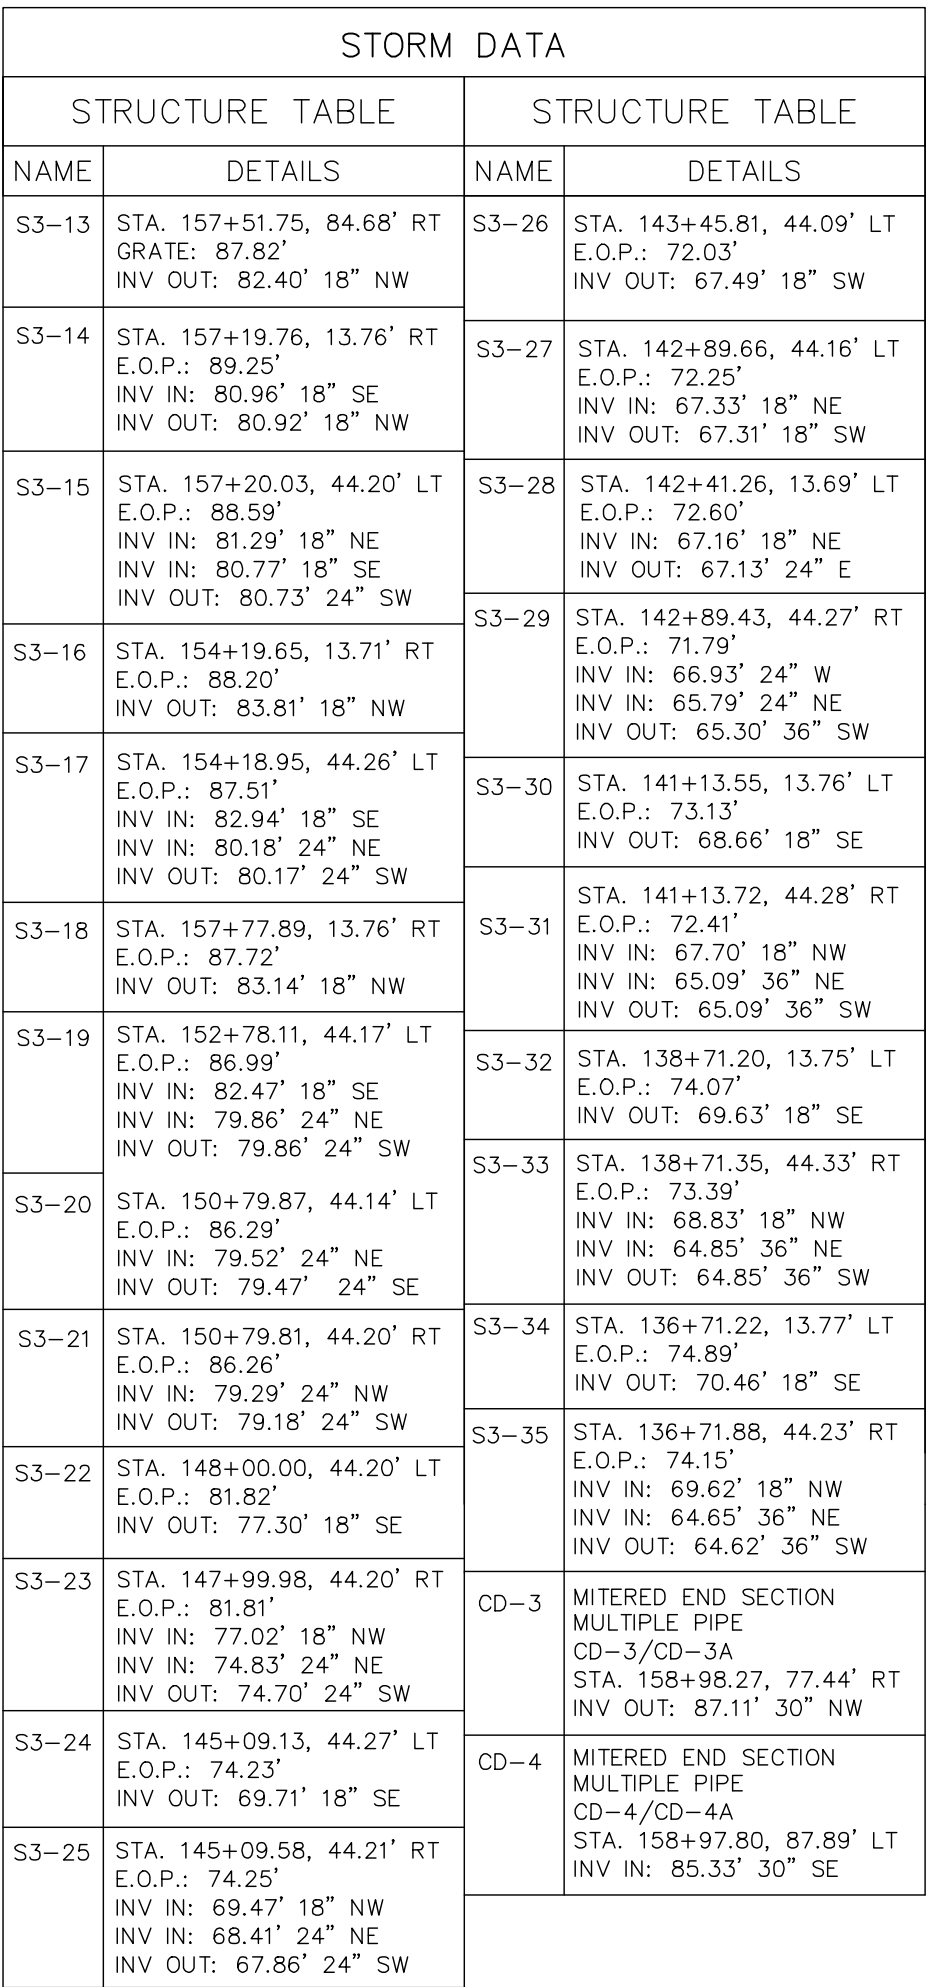 STORM DATA
STRUCTURE TABLE
NAME DETAILS
S3-13 STA. 157+51.75, 84.68' RT
GRATE: 87.82'
INV OUT: 82.40' 18" NW
S3-14 STA. 157+19.76, 13.76' RT
E.O.P.: 89.25'
INV IN: 80.96' 18" SE
INV OUT: 80.92' 18" NW
S3-15 STA. 157+20.03, 44.20' LT
E.O.P.: 88.59'
INV IN: 81.29' 18" NE
INV IN: 80.77' 18" SE
INV OUT: 80.73' 24" SW
S3-16 STA. 154+19.65, 13.71' RT
E.O.P.: 88.20'
INV OUT: 83.81' 18" NW
S3-17 STA. 154+18.95, 44.26' LT
E.O.P.: 87.51'
INV IN: 82.94' 18" SE
INV IN: 80.18' 24" NE
INV OUT: 80.17' 24" SW
S3-18 STA. 157+77.89, 13.76' RT
E.O.P.: 87.72'
INV OUT: 83.14' 18" NW
S3-19 STA. 152+78.11, 44.17' LT
E.O.P.: 86.99'
INV IN: 82.47' 18" SE
INV IN: 79.86' 24" NE
INV OUT: 79.86' 24" SW
S3-20 STA. 150+79.87, 44.14' LT
E.O.P.: 86.29'
INV IN: 79.52' 24" NE
INV OUT: 79.47' 24" SE
S3-21 STA. 150+79.81, 44.20' RT
E.O.P.: 86.26'
INV IN: 79.29' 24" NW
INV OUT: 79.18' 24" SW
S3-22 STA. 148+00.00, 44.20' LT
E.O.P.: 81.82'
INV OUT: 77.30' 18" SE
S3-23 STA. 147+99.98, 44.20' RT
E.O.P.: 81.81'
INV IN: 77.02' 18" NW
INV IN: 74.83' 24" NE
INV OUT: 74.70' 24" SW
S3-24 STA. 145+09.13, 44.27' LT
E.O.P.: 74.23'
INV OUT: 69.71' 18" SE
S3-25 STA. 145+09.58, 44.21' RT
E.O.P.: 74.25'
INV IN: 69.47' 18" NW
INV IN: 68.41' 24" NE
INV OUT: 67.86' 24" SW
STRUCTURE TABLE
NAME DETAILS
S3-26 STA. 143+45.81, 44.09' LT
E.O.P.: 72.03'
INV OUT: 67.49' 18" SW
S3-27 STA. 142+89.66, 44.16' LT
E.O.P.: 72.25'
INV IN: 67.33' 18" NE
INV OUT: 67.31' 18" SW
S3-28 STA. 142+41.26, 13.69' LT
E.O.P.: 72.60'
INV IN: 67.16' 18" NE
INV OUT: 67.13' 24" E
S3-29 STA. 142+89.43, 44.27' RT
E.O.P.: 71.79'
INV IN: 66.93' 24" W
INV IN: 65.79' 24" NE
INV OUT: 65.30' 36" SW
S3-30 STA. 141+13.55, 13.76' LT
E.O.P.: 73.13'
INV OUT: 68.66' 18" SE
S3-31 STA. 141+13.72, 44.28' RT
E.O.P.: 72.41'
INV IN: 67.70' 18" NW
INV IN: 65.09' 36" NE
INV OUT: 65.09' 36" SW
S3-32 STA. 138+71.20, 13.75' LT
E.O.P.: 74.07'
INV OUT: 69.63' 18" SE
S3-33 STA. 138+71.35, 44.33' RT
E.O.P.: 73.39'
INV IN: 68.83' 18" NW
INV IN: 64.85' 36" NE
INV OUT: 64.85' 36" SW
S3-34 STA. 136+71.22, 13.77' LT
E.O.P.: 74.89'
INV OUT: 70.46' 18" SE
S3-35 STA. 136+71.88, 44.23' RT
E.O.P.: 74.15'
INV IN: 69.62' 18" NW
INV IN: 64.65' 36" NE
INV OUT: 64.62' 36" SW
CD-3 MITERED END SECTION
MULTIPLE PIPE
CD-3/CD-3A
STA. 158+98.27, 77.44' RT
INV OUT: 87.11' 30" NW
CD-4 MITERED END SECTION
MULTIPLE PIPE
CD-4/CD-4A
STA. 158+97.80, 87.89' LT
INV IN: 85.33' 30" SE